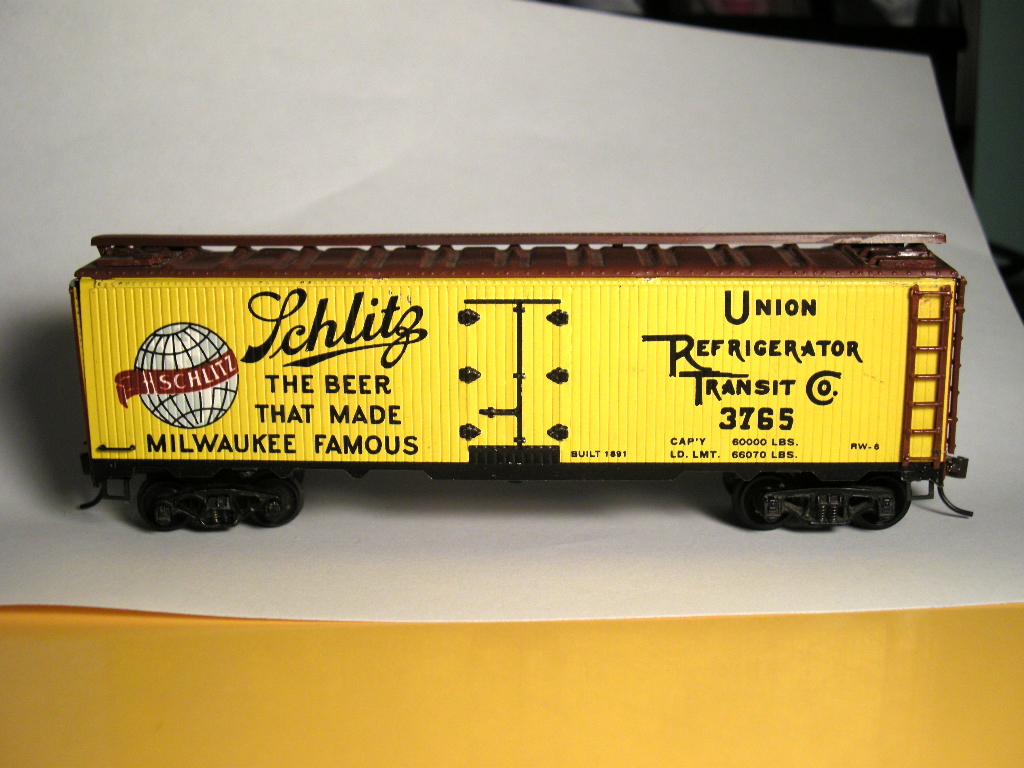 Schlitz
SCHLITZ
THE BEER
THAT MADE
MILWAUKEE FAMOUS
BUILT 1891
UNION
REFRIGERATOR
TRANSIT CO.
3765
CAP'Y 60000 LBS.
LD. LMT. 66070 LBS.
RW-6